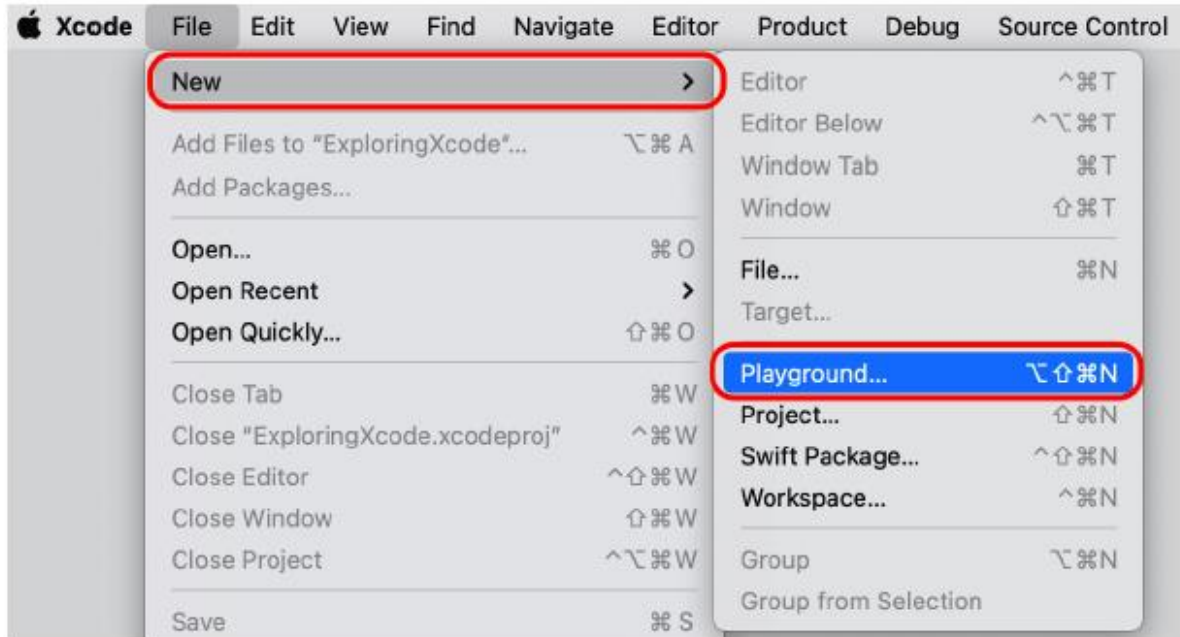 Xcode File Edit View Find Navigate Editor Product Debug Source Control
New >
Add Files to “ExploringXcode”... ⌥⌘A
Add Packages...
Open... ⌘O
Open Recent >
Open Quickly... ⇧⌘O
Close Tab ⌘W
Close “ExploringXcode.xcodeproj” ^⌘W
Close Editor ^⇧⌘W
Close Window ⇧⌘W
Close Project ^⌥⌘W
Save ⌘S
Editor ^⌘T
Editor Below ^⌥⌘T
Window Tab ⌘T
Window ⇧⌘T
File... ⌘N
Target...
Playground... ⌥⇧⌘N
Project... ⇧⌘N
Swift Package... ^⇧⌘N
Workspace... ^⌘N
Group ⌥⌘N
Group from Selection